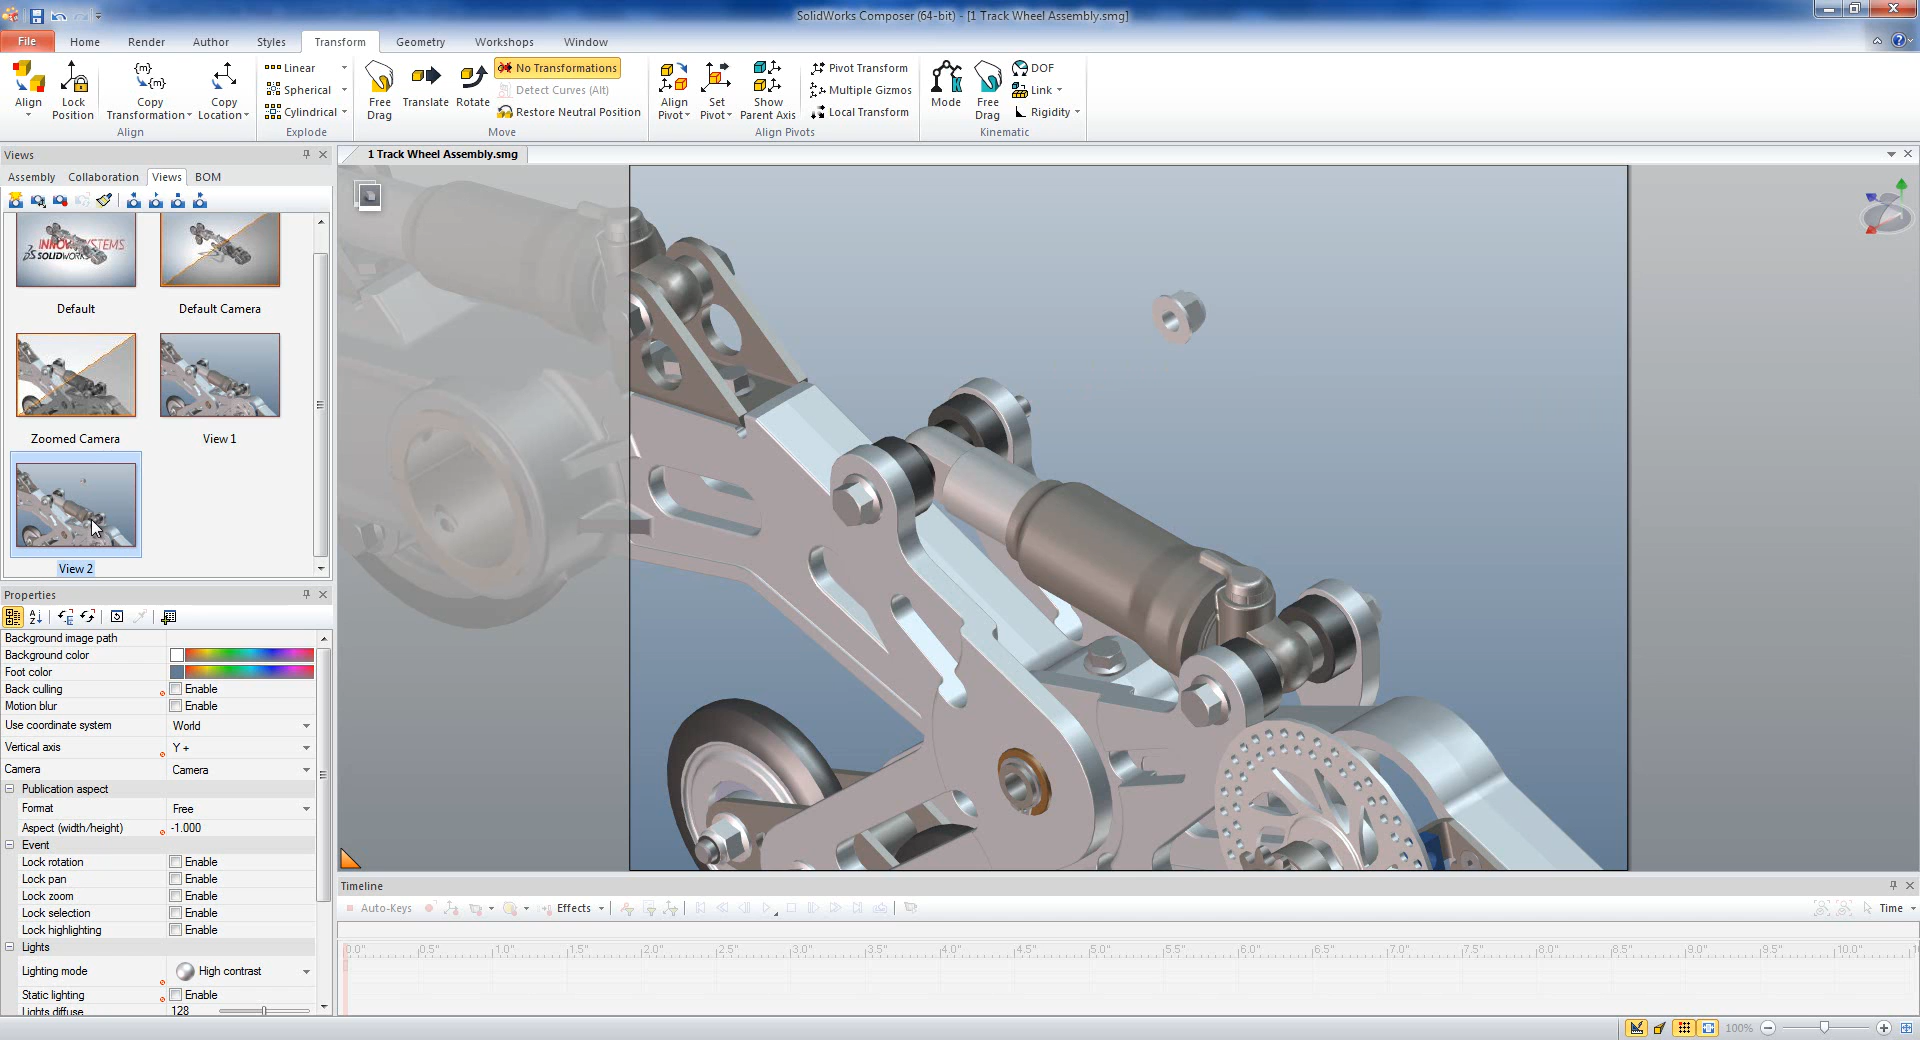 SolidWorks Composer (64-bit) - [1 Track Wheel Assembly.smg]
File Home Render Author Styles Transform Geometry Workshops Window
Align
Lock Position
Copy Transformation
Copy Location
Align
Linear
Spherical
Cylindrical
Explode
Free Drag
Translate
Rotate
No Transformations
Detect Curves (Alt)
Restore Neutral Position
Move
Align Pivot
Set Pivot
Show Parent Axis
Pivot Transform
Multiple Gizmos
Local Transform
Align Pivots
Mode
Free Drag
DOF
Link
Rigidity
Kinematic
Views
1 Track Wheel Assembly.smg
Assembly Collaboration Views BOM
SOLIDWORKS
Default
Default Camera
Zoomed Camera
View 1
View 2
Properties
Background image path
Background color
Foot color
Back culling Enable
Motion blur Enable
Use coordinate system World
Vertical axis Y +
Camera Camera
Publication aspect
Format Free
Aspect (width/height) -1.000
Event
Lock rotation Enable
Lock pan Enable
Lock zoom Enable
Lock selection Enable
Lock highlighting Enable
Lights
Lighting mode High contrast
Static lighting Enable
Lights diffuse 128
Timeline
Auto-Keys Effects Time
0.0" 0.5" 1.0" 1.5" 2.0" 2.5" 3.0" 3.5" 4.0" 4.5" 5.0" 5.5" 6.0" 6.5" 7.0" 7.5" 8.0" 8.5" 9.0" 9.5" 10.0"
100%